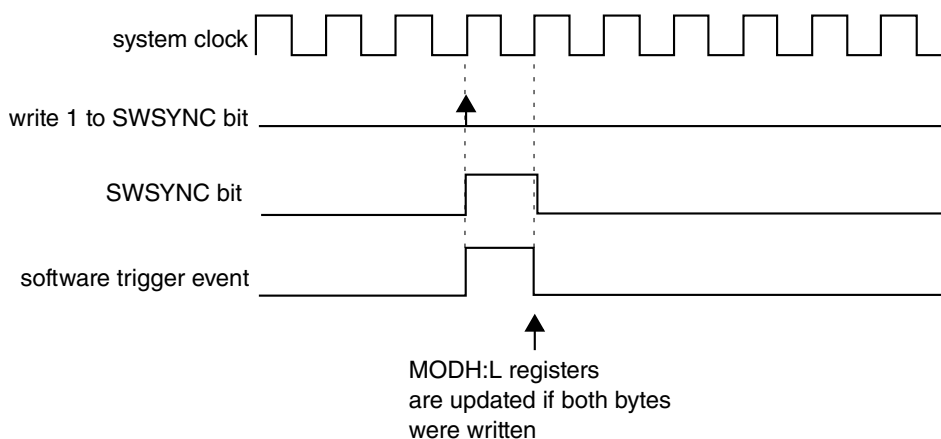 system clock
write 1 to SWSYNC bit
SWSYNC bit
software trigger event
MODH:L registers
are updated if both bytes
were written